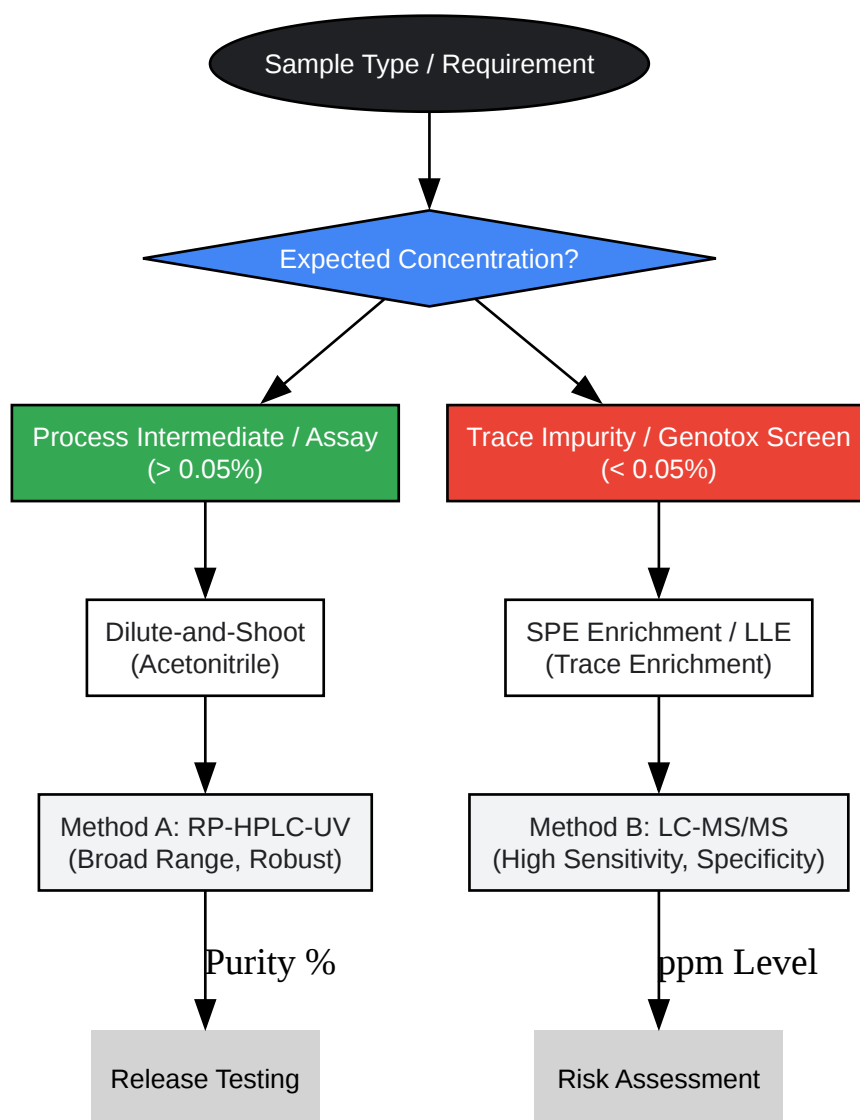 Sample Type / Requirement
Expected Concentration?
Process Intermediate / Assay
(> 0.05%)
Trace Impurity / Genotox Screen
(< 0.05%)
Dilute-and-Shoot
(Acetonitrile)
SPE Enrichment / LLE
(Trace Enrichment)
Method A: RP-HPLC-UV
(Broad Range, Robust)
Method B: LC-MS/MS
(High Sensitivity, Specificity)
Purity %
ppm Level
Release Testing
Risk Assessment